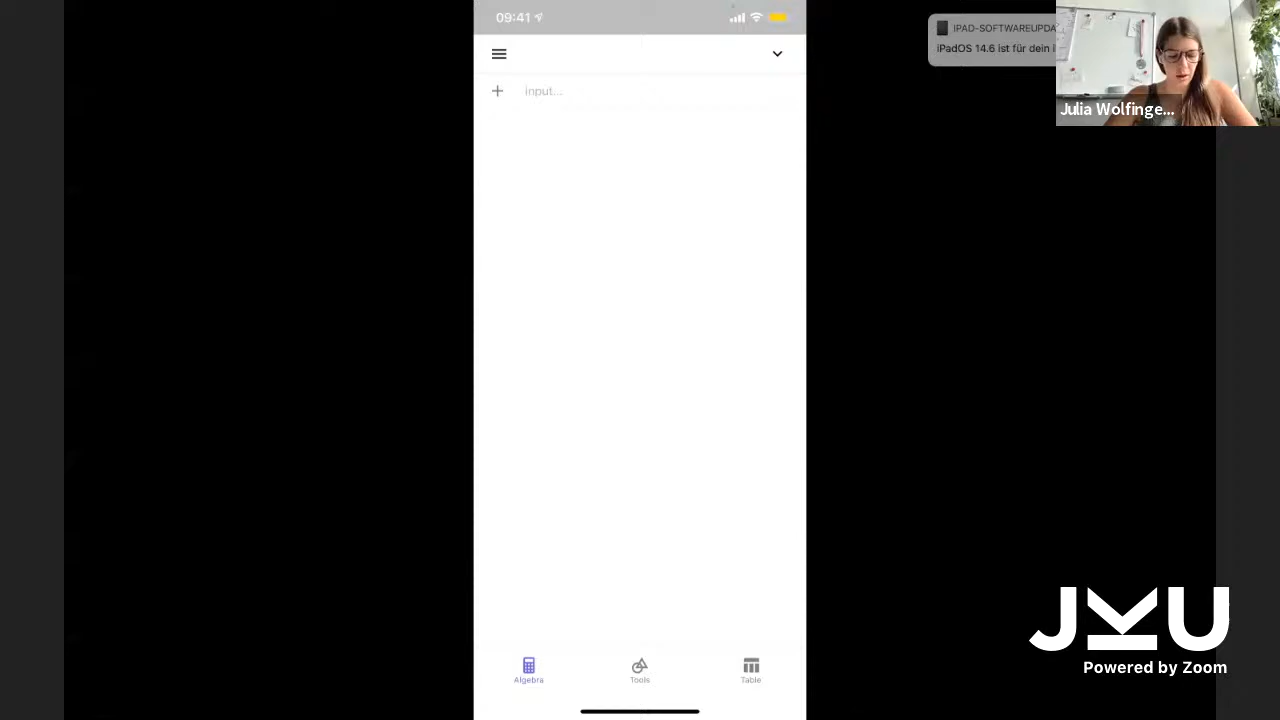 09:41
input...
Algebra
Tools
Table
IPAD-SOFTWAREUPDA
iPadOS 14.6 ist für dein i
Julia Wolfinge...
JKU
Powered by Zoom